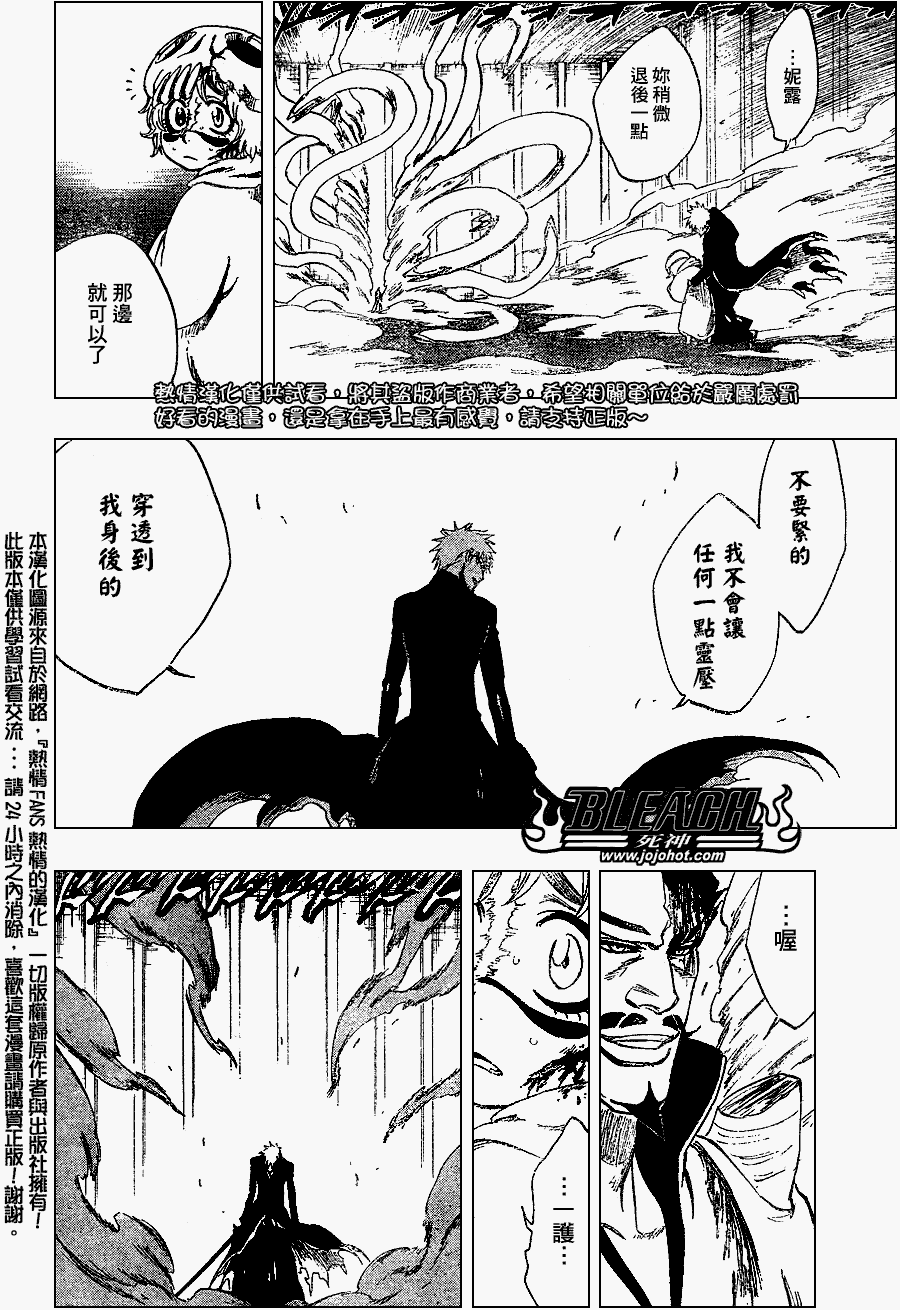 …妮露
妳稍微
退後一點
那邊
就可以了
熱情漢化僅供試看，將其盜版作商業者，希望相關單位給於嚴厲處罰
好看的漫畫，還是拿在手上最有感覺，請支持正版～
不要緊的
我不會讓
任何一點靈壓
穿透到
我身後的
BLEACH
死神
www.jojohot.com
…喔
…一護…
本漢化圖源來自於網路，『熱情FANS 熱情的漢化』一切版權歸原作者與出版社擁有！
此版本僅供學習試看交流…請24小時之內消除，喜歡這套漫畫請購買正版！謝謝。